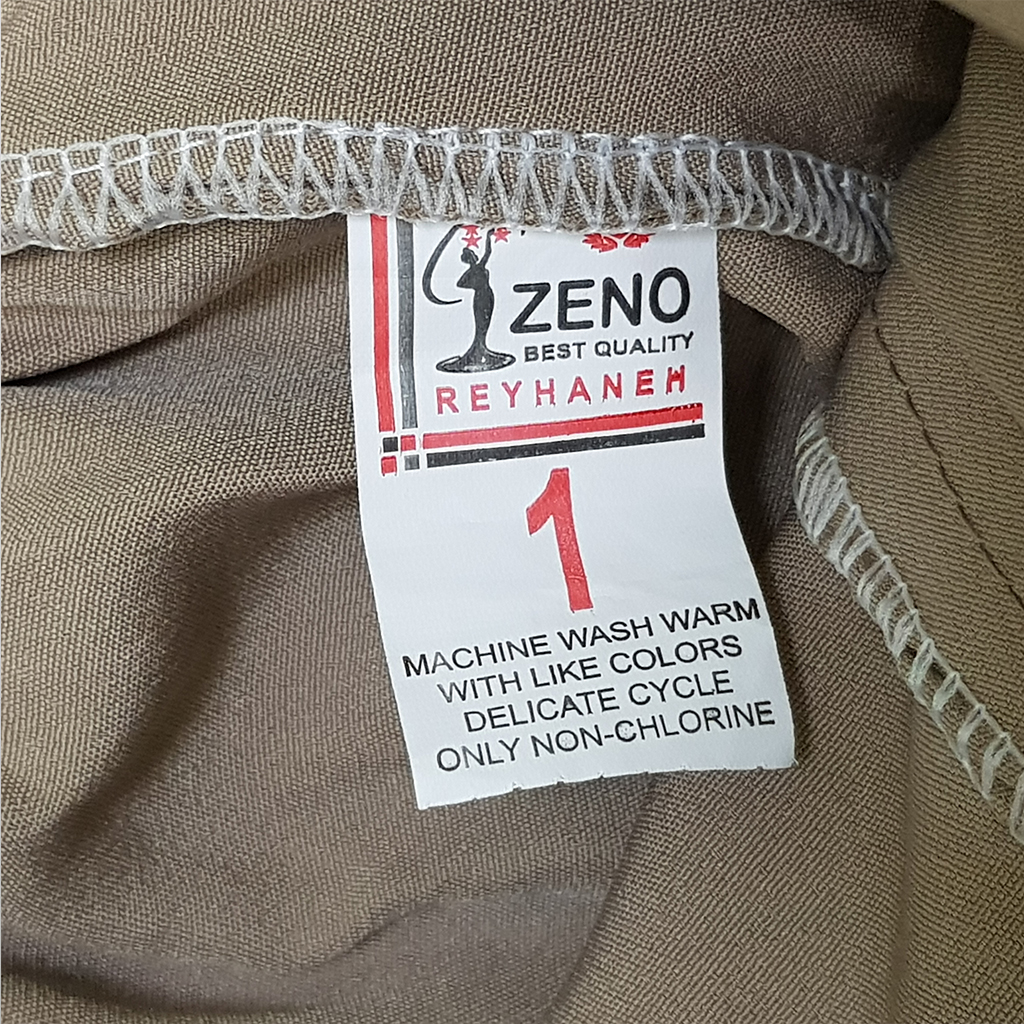 ZENO
BEST QUALITY
REYHANEH
1
MACHINE WASH WARM
WITH LIKE COLORS
DELICATE CYCLE
ONLY NON-CHLORINE